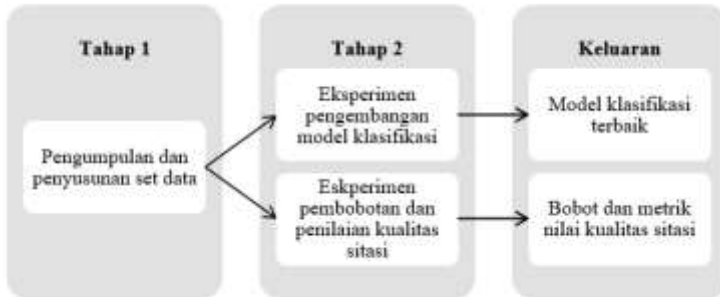 Tahap 1
Pengumpulan dan
penyusunan set data
Tahap 2
Eksperimen
pengembangan
model klasifikasi
Eskperimen
pembobotan dan
penilaian kualitas
sitasi
Keluaran
Model klasifikasi
terbaik
Bobot dan metrik
nilai kualitas sitasi